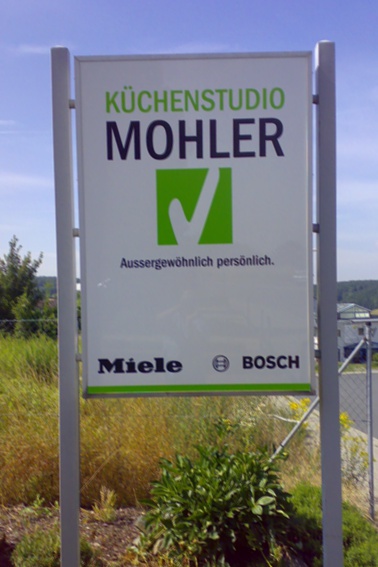 KÜCHENSTUDIO
MOHLER
Aussergewöhnlich persönlich.
Miele BOSCH